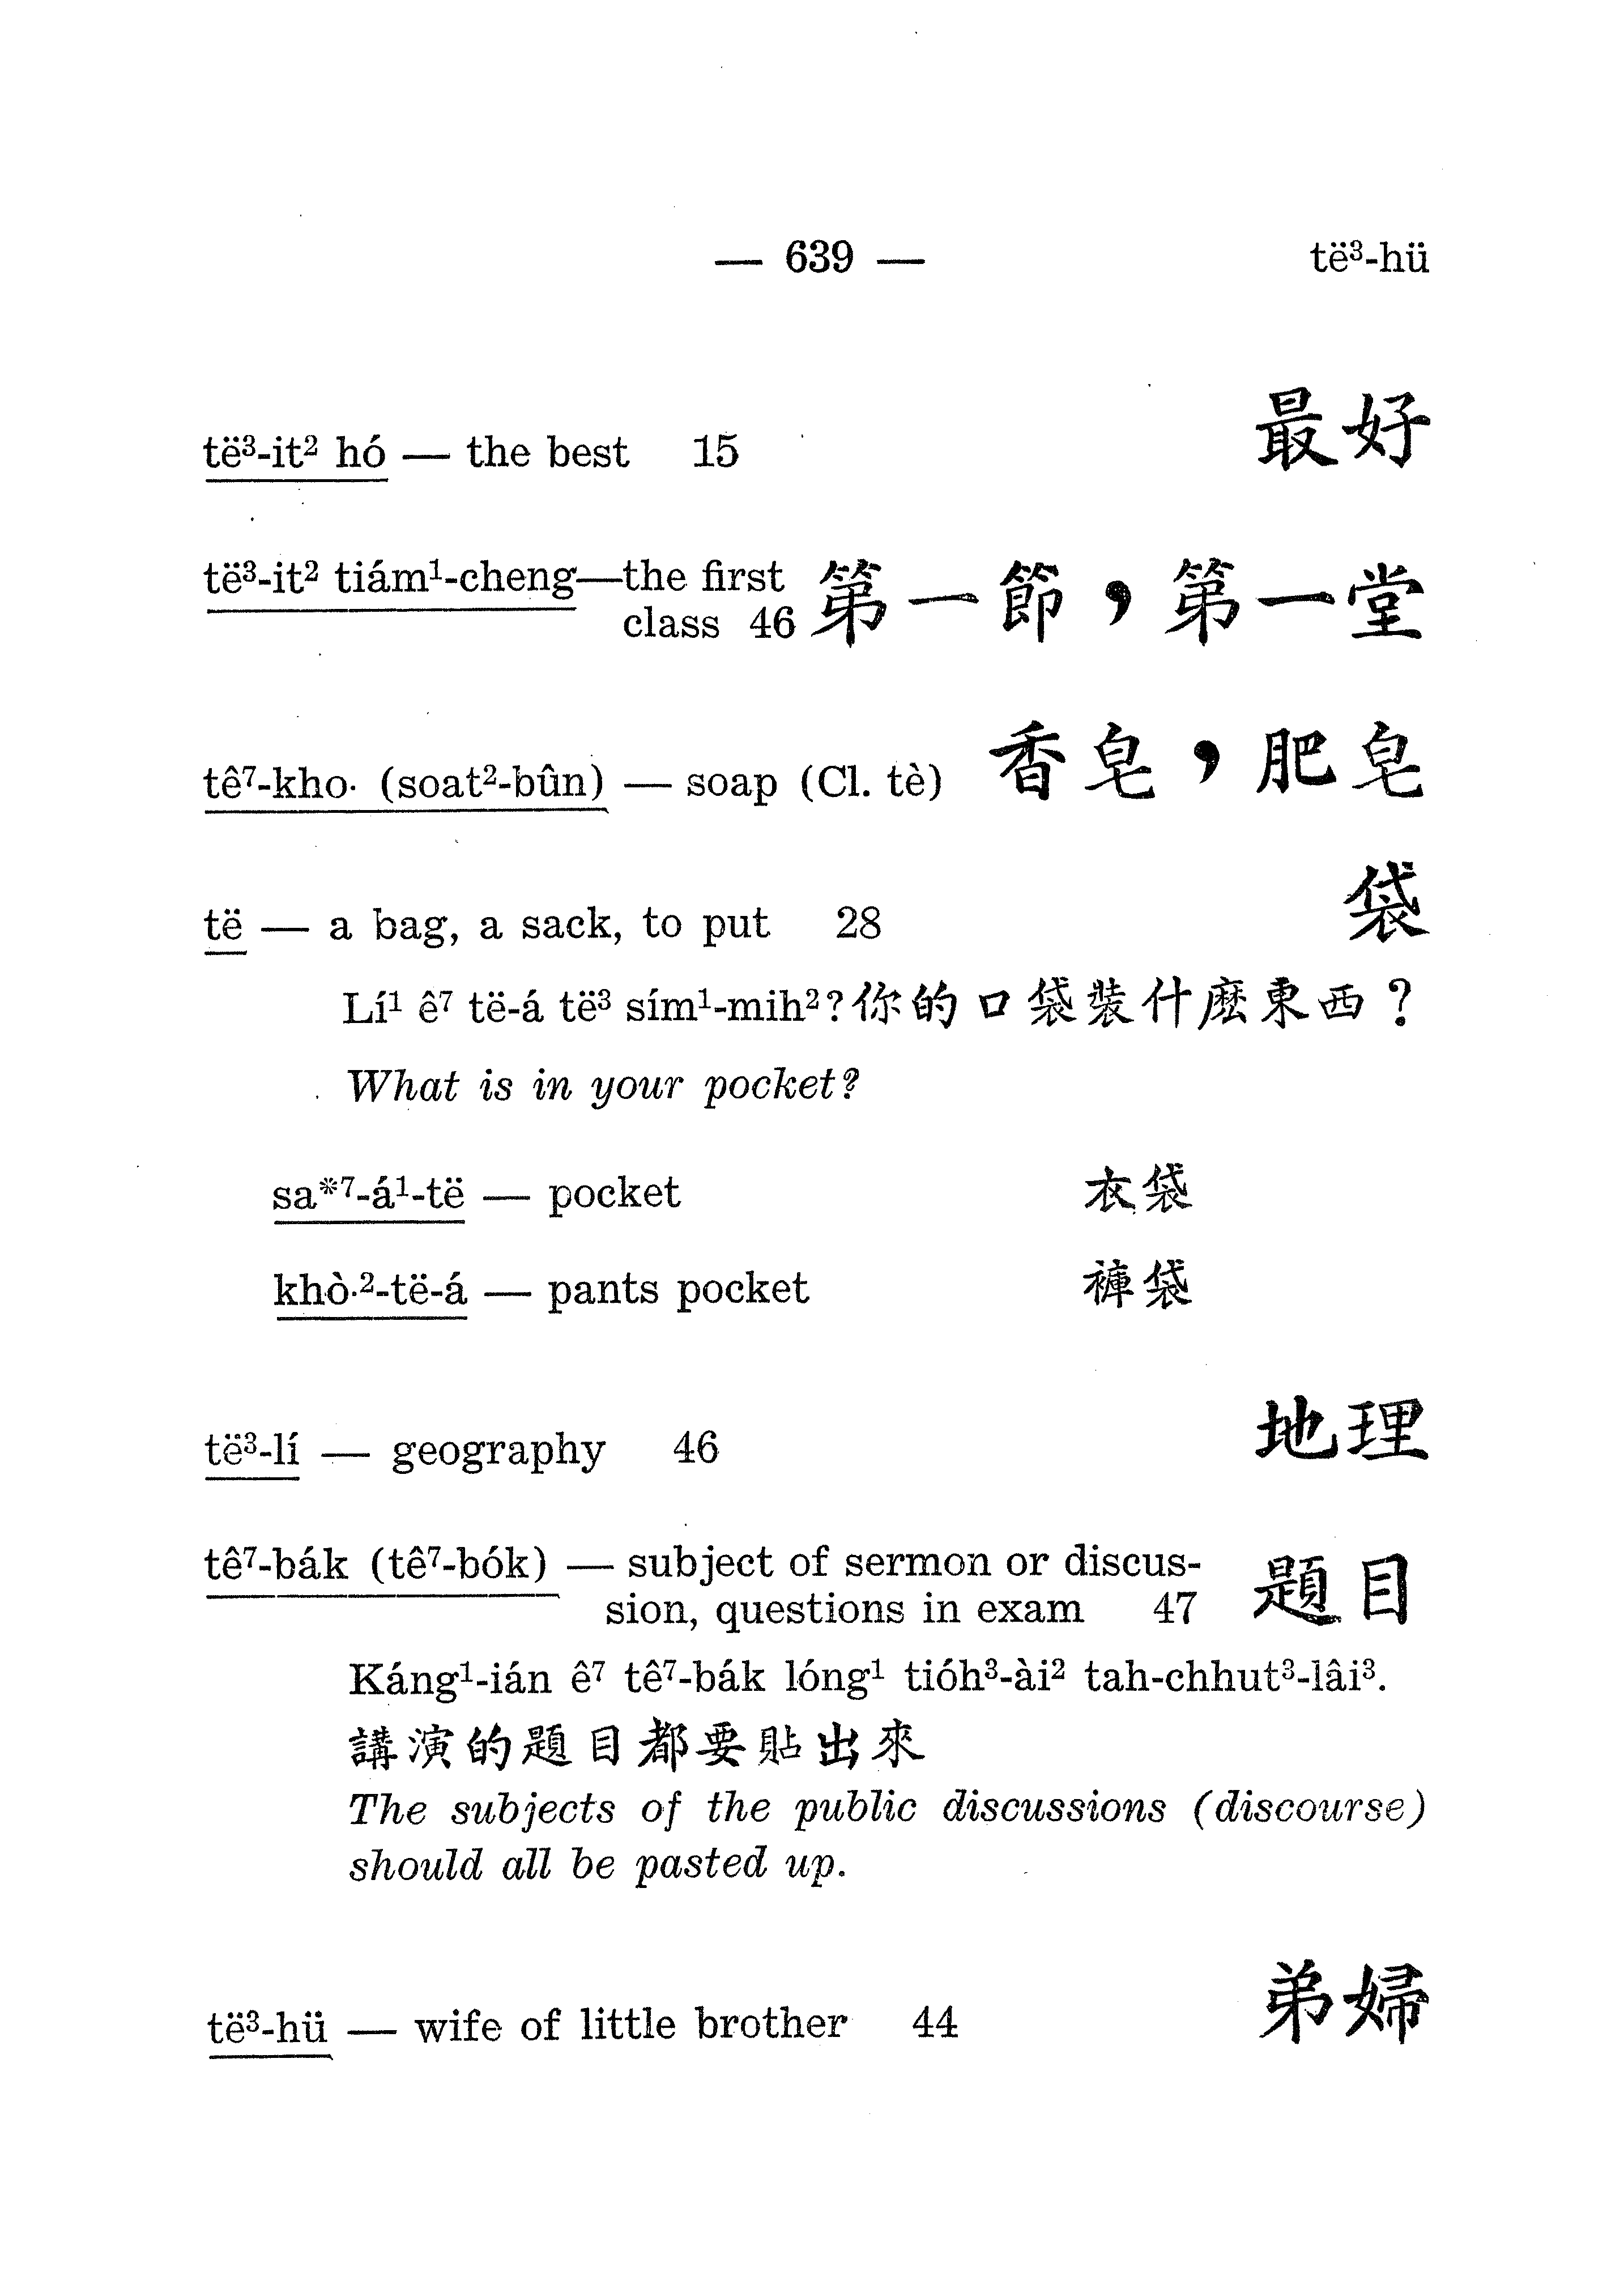 — 639 — të³-hü
të³-it² hó — the best 15 最好
të³-it² tiám¹-cheng—the first 第一節，第一堂
class 46
tê⁷-kho· (soat²-bûn) — soap (Cl. tè) 香皂，肥皂
të — a bag, a sack, to put 28 袋
Lí¹ ê⁷ të-á të³ sím¹-mih²? 你的口袋裝什麼東西？
What is in your pocket?
sa*⁷-á¹-të — pocket 衣袋
khò·²-të-á — pants pocket 褲袋
të³-lí — geography 46 地理
tê⁷-bák (tê⁷-bók) — subject of sermon or discus- 題目
sion, questions in exam 47
Káng¹-ián ê⁷ tê⁷-bák lóng¹ tióh³-ài² tah-chhut³-lâi³.
講演的題目都要貼出來
The subjects of the public discussions (discourse)
should all be pasted up.
të³-hü — wife of little brother 44 弟婦